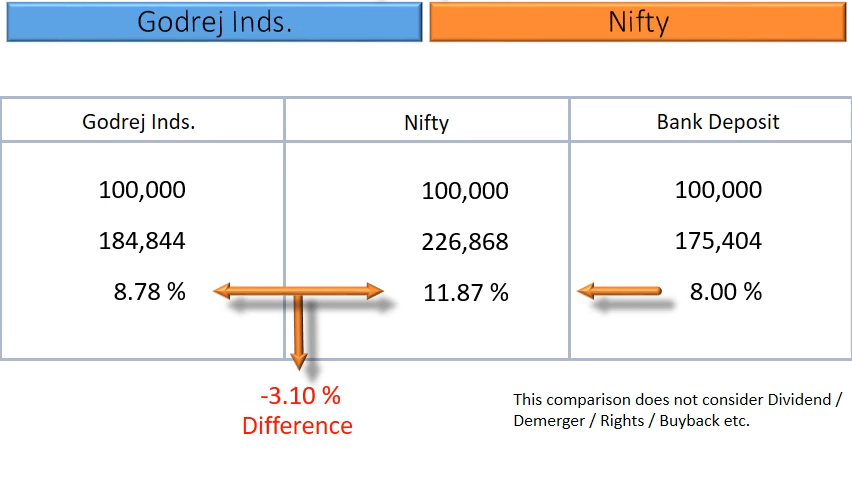 Godrej Inds.
Nifty
Godrej Inds.
Nifty
Bank Deposit
100,000
100,000
100,000
184,844
226,868
175,404
8.78 %
11.87 %
8.00 %
-3.10 %
Difference
This comparison does not consider Dividend /
Demerger / Rights / Buyback etc.